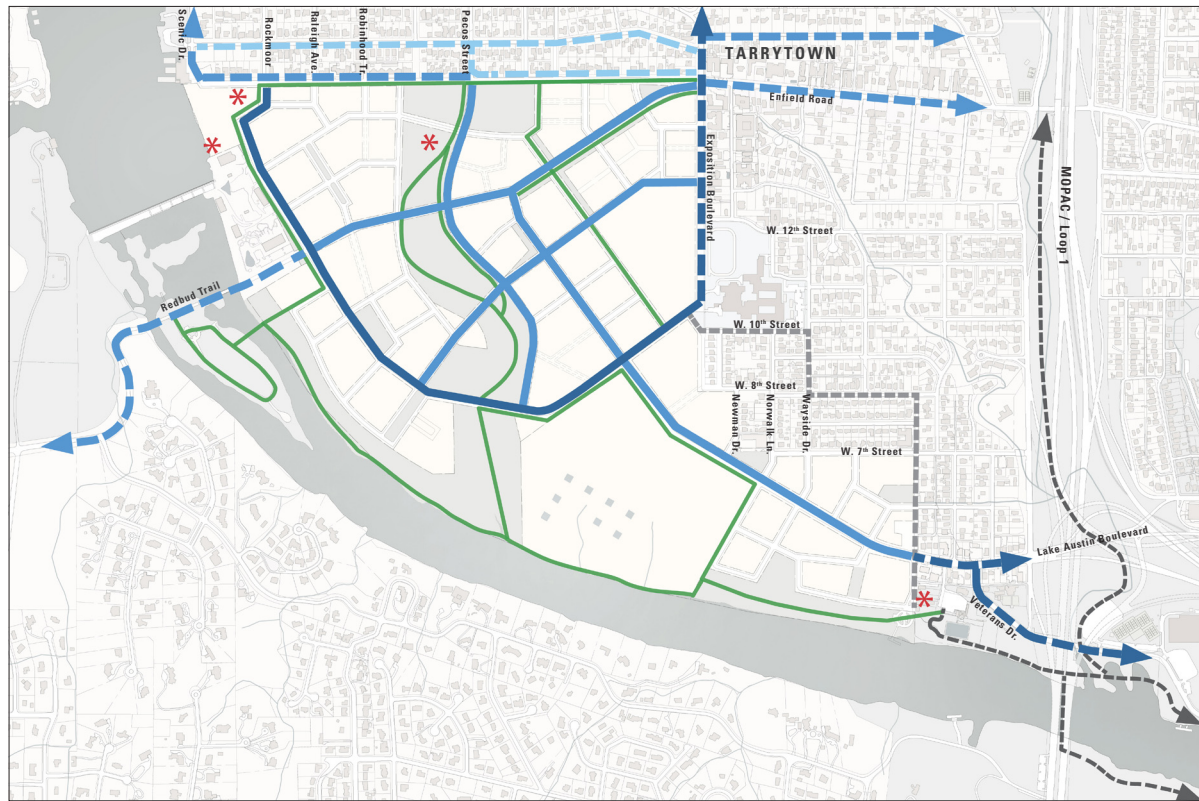 Scenic Dr.
Rockmoor
Raleigh Ave.
Robinhood Tr.
Pecos Street
TARRYTOWN
Enfield Road
Exposition Boulevard
MOPAC / Loop 1
W. 12th Street
Redbud Trail
W. 10th Street
W. 8th Street
Newman Dr.
Norwalk Ln.
Wayside Dr.
W. 7th Street
Lake Austin Boulevard
Veterans Dr.